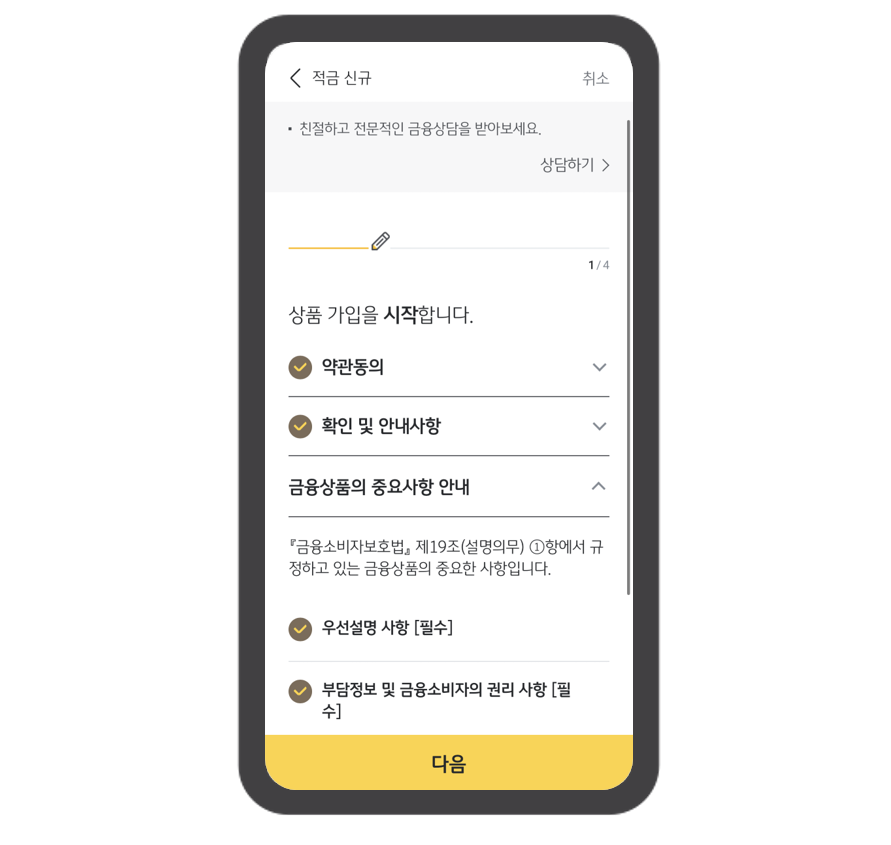 적금 신규
취소
▪ 친절하고 전문적인 금융상담을 받아보세요.
상담하기
1 / 4
상품 가입을 시작합니다.
약관동의
확인 및 안내사항
금융상품의 중요사항 안내
『금융소비자보호법』 제19조(설명의무) ①항에서 규
정하고 있는 금융상품의 중요한 사항입니다.
우선설명 사항 [필수]
부담정보 및 금융소비자의 권리 사항 [필
수]
다음